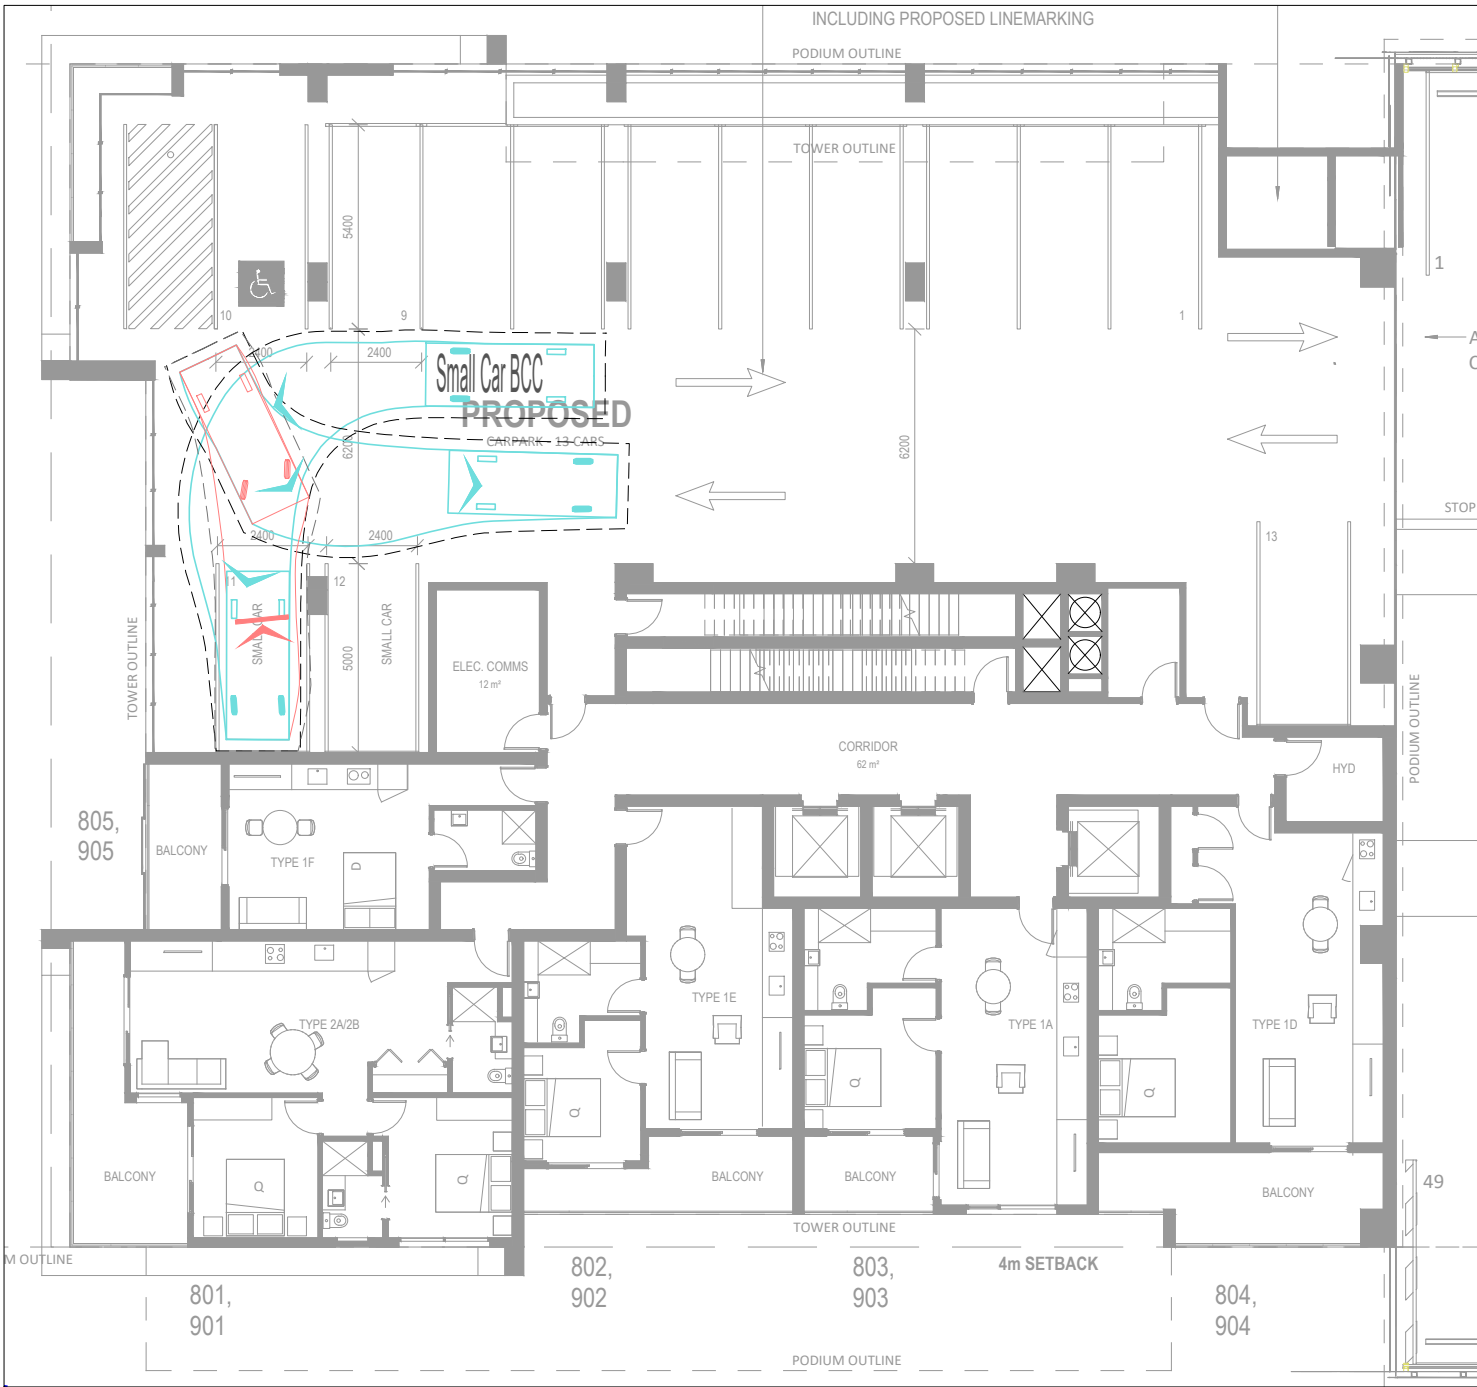 INCLUDING PROPOSED LINEMARKING
PODIUM OUTLINE
TOWER OUTLINE
5400
10
9
1
1
2400
2400
Small Car BCC
PROPOSED
CARPARK - 13 CARS
6200
6200
A
C
STOP
2400
2400
11
12
13
SMALL CAR
SMALL CAR
5000
TOWER OUTLINE
ELEC. COMMS
12 m²
PODIUM OUTLINE
CORRIDOR
62 m²
HYD
805,
905
BALCONY
TYPE 1F
D
TYPE 2A/2B
TYPE 1E
TYPE 1A
TYPE 1D
Q
Q
Q
Q
Q
BALCONY
BALCONY
BALCONY
BALCONY
49
TOWER OUTLINE
M OUTLINE
4m SETBACK
801,
901
802,
902
803,
903
804,
904
PODIUM OUTLINE